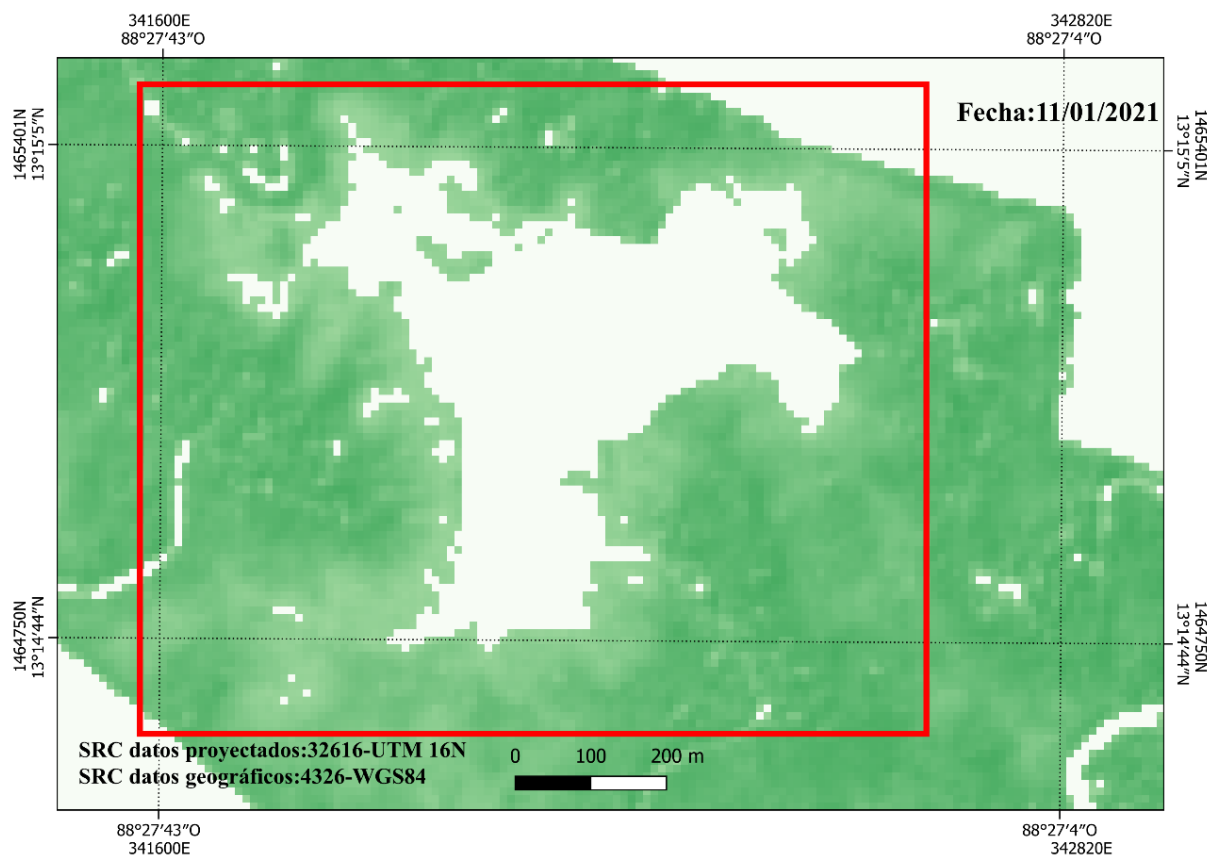 341600E
88°27′43″O
342820E
88°27′4″O
1465401N
13°15′5″N
Fecha:11/01/2021
1465401N
13°15′5″N
1464750N
13°14′44″N
1464750N
13°14′44″N
SRC datos proyectados:32616-UTM 16N
SRC datos geográficos:4326-WGS84
0 100 200 m
88°27′43″O
341600E
88°27′4″O
342820E